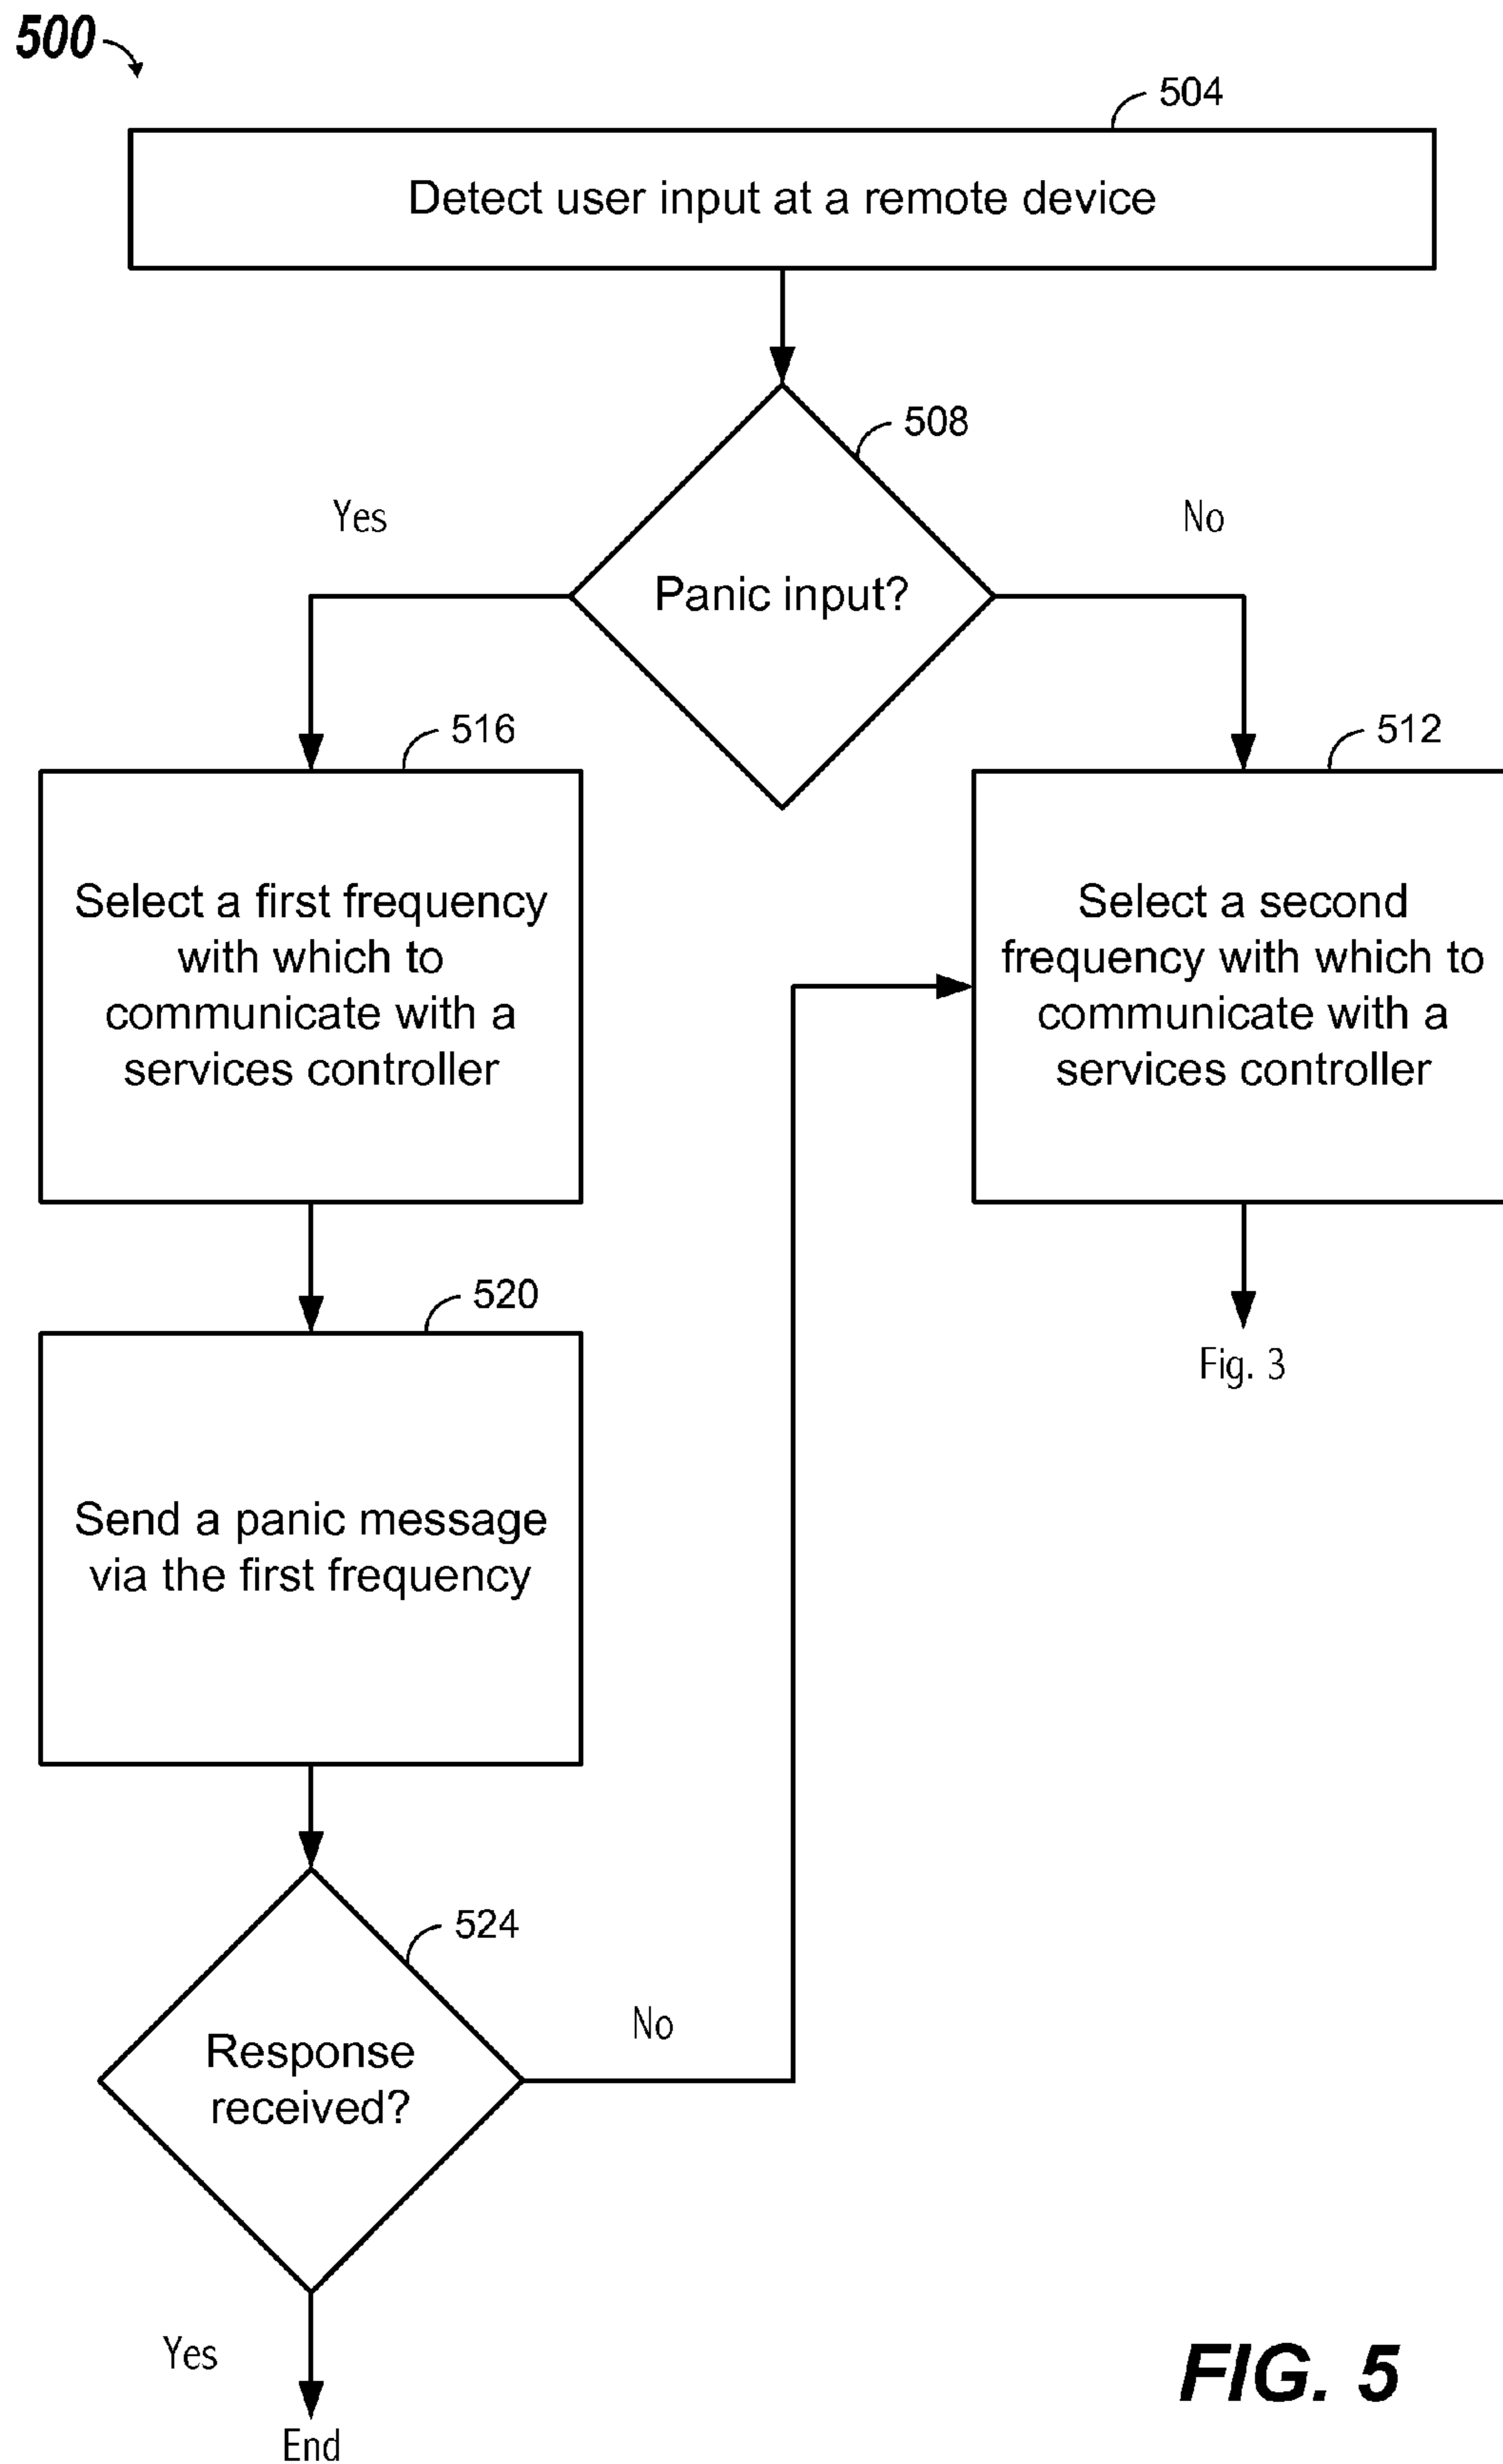 500
504
Detect user input at a remote device
508
Yes
No
Panic input?
516
512
Select a first frequency
with which to
communicate with a
services controller
Select a second
frequency with which to
communicate with a
services controller
520
Fig. 3
Send a panic message
via the first frequency
524
No
Response
received?
Yes
End
FIG. 5